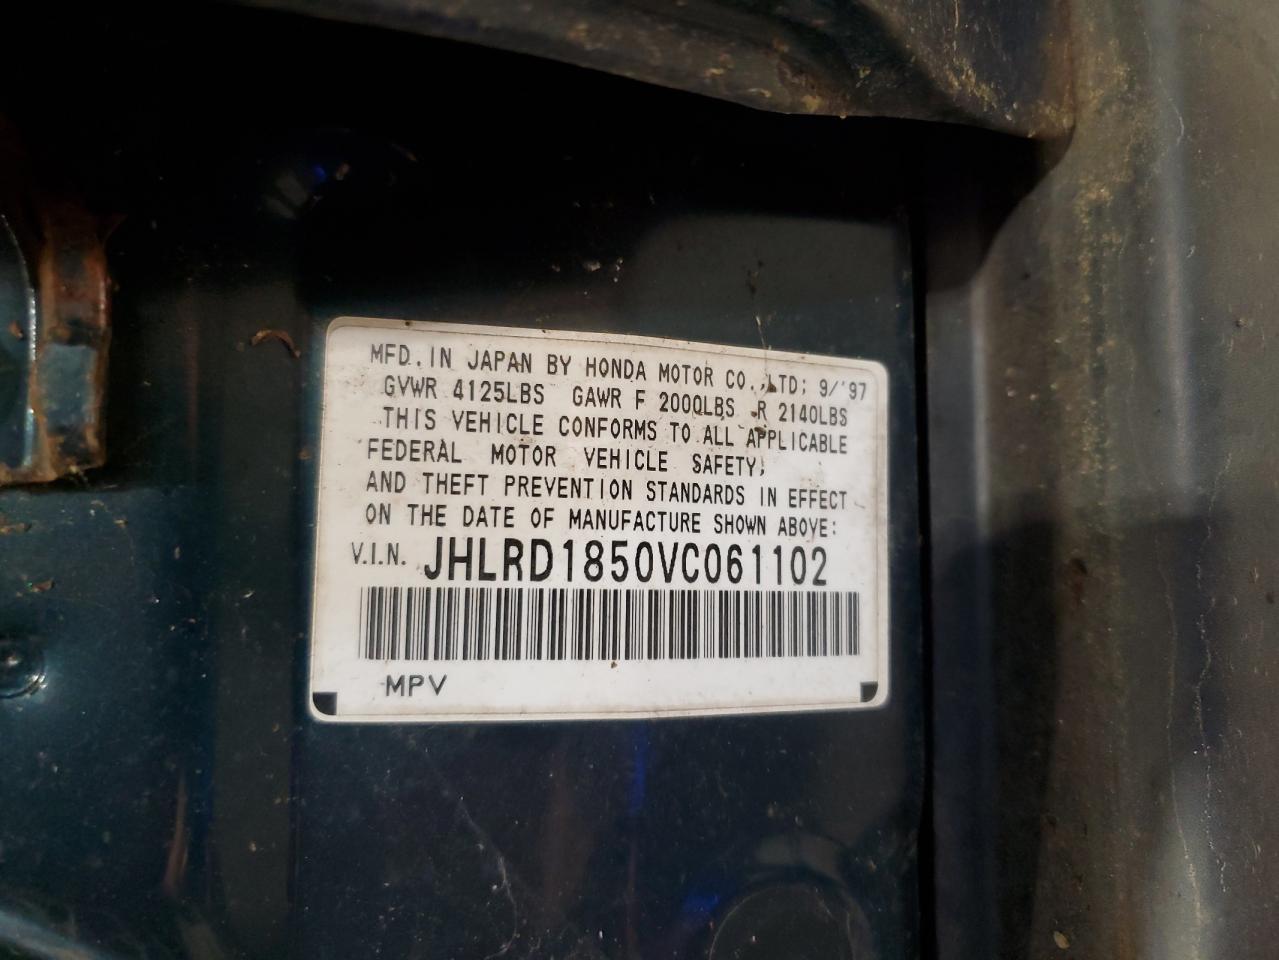 MFD. IN JAPAN BY HONDA MOTOR CO., LTD; 9/'97
GVWR 4125LBS GAWR F 2000LBS R 2140LBS
THIS VEHICLE CONFORMS TO ALL APPLICABLE
FEDERAL MOTOR VEHICLE SAFETY,
AND THEFT PREVENTION STANDARDS IN EFFECT
ON THE DATE OF MANUFACTURE SHOWN ABOVE:
V.I.N. JHLRD1850VC061102
MPV